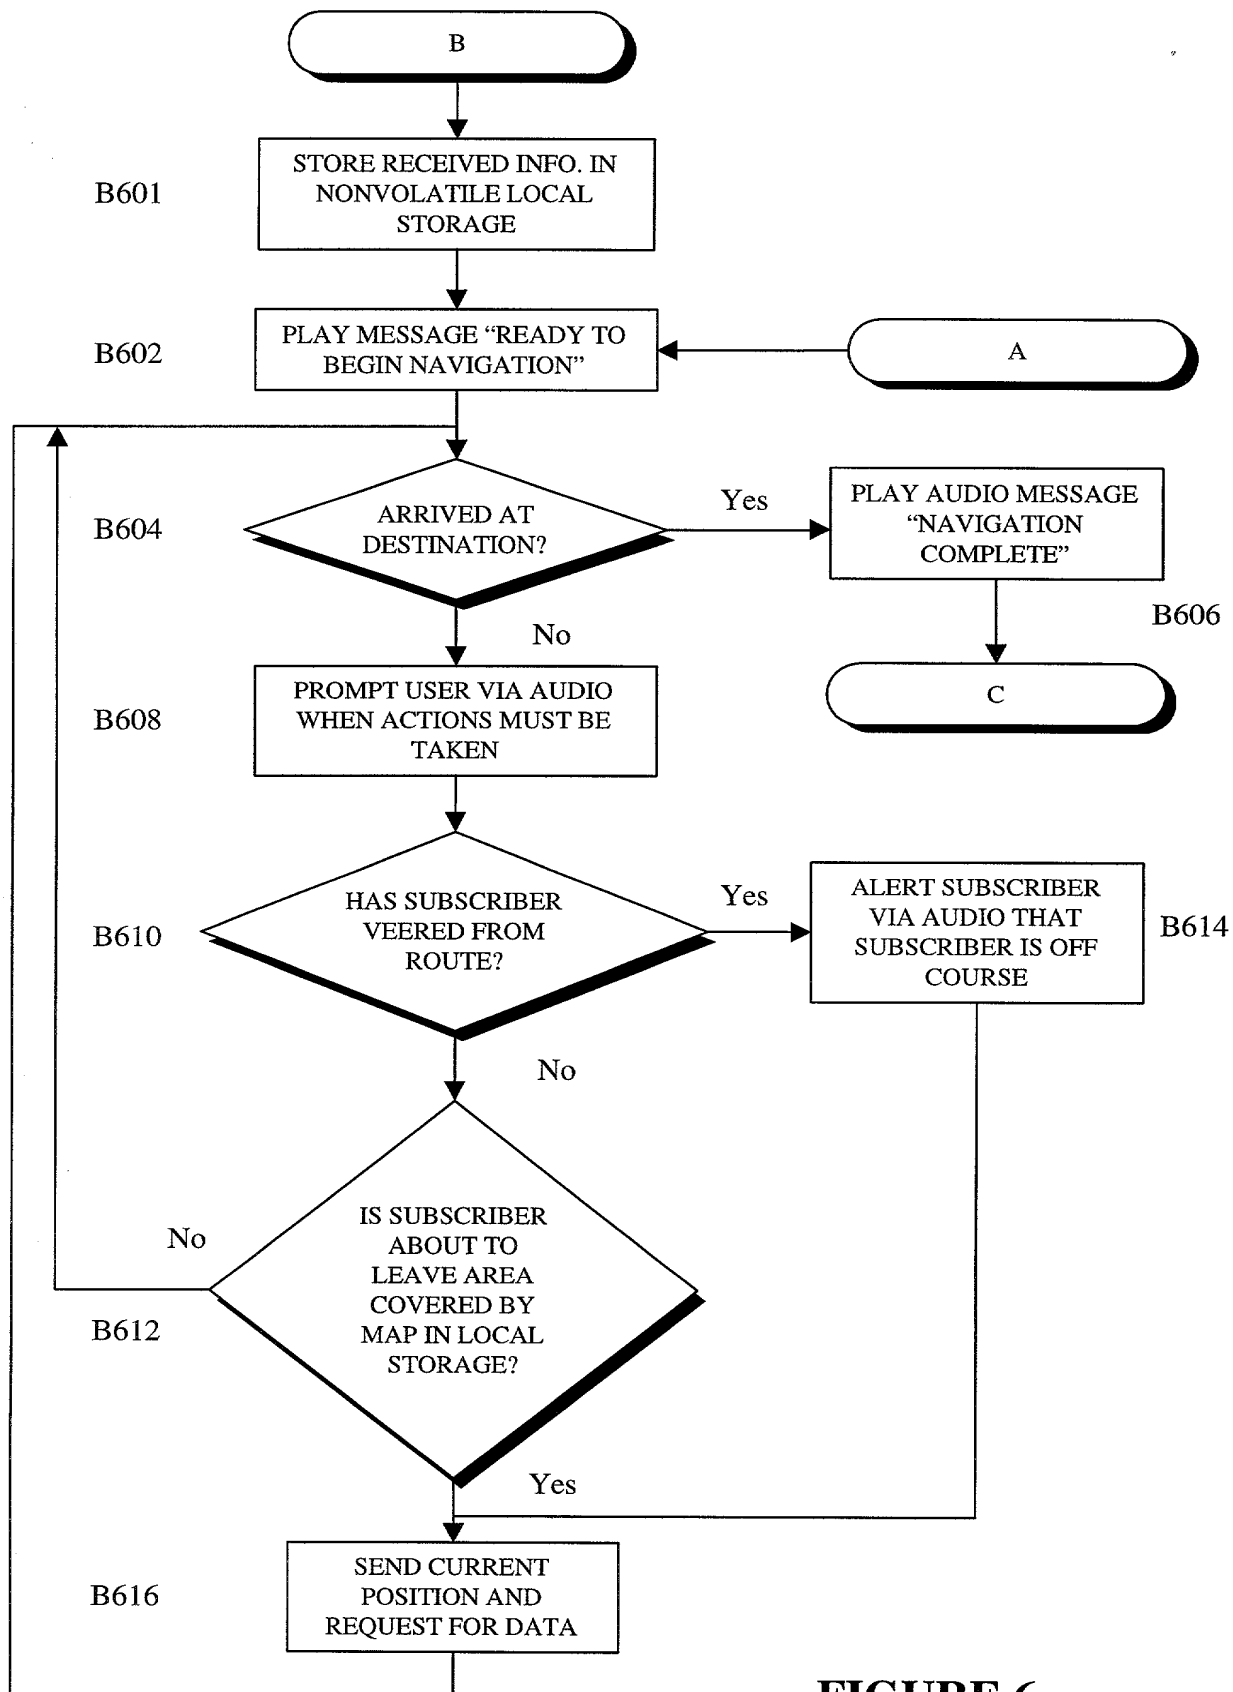 B
B601
STORE RECEIVED INFO. IN
NONVOLATILE LOCAL
STORAGE
B602
PLAY MESSAGE “READY TO
BEGIN NAVIGATION”
A
B604
ARRIVED AT
DESTINATION?
Yes
PLAY AUDIO MESSAGE
“NAVIGATION
COMPLETE”
B606
No
C
B608
PROMPT USER VIA AUDIO
WHEN ACTIONS MUST BE
TAKEN
B610
HAS SUBSCRIBER
VEERED FROM
ROUTE?
Yes
ALERT SUBSCRIBER
VIA AUDIO THAT
SUBSCRIBER IS OFF
COURSE
B614
No
No
B612
IS SUBSCRIBER
ABOUT TO
LEAVE AREA
COVERED BY
MAP IN LOCAL
STORAGE?
Yes
B616
SEND CURRENT
POSITION AND
REQUEST FOR DATA
FIGURE 6